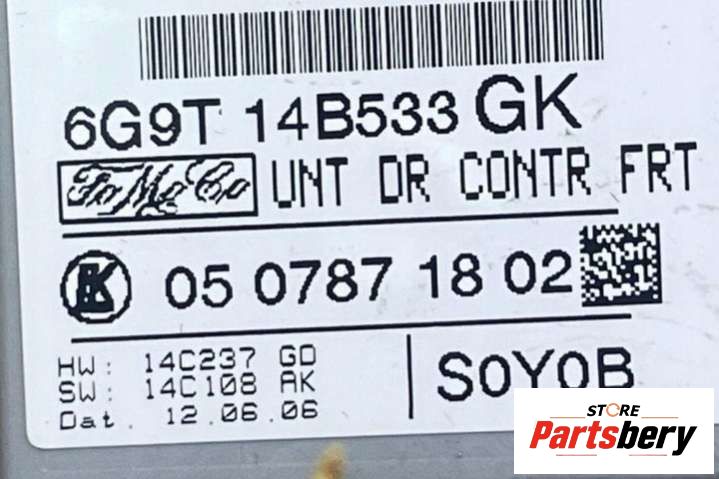 6G9T 14B533 GK
FoMoCo UNT DR CONTR FRT
05 0787 18 02
HW: 14C237 GD
SW: 14C108 AK
Dat. 12.06.06
S0Y0B
STORE
Partsbery